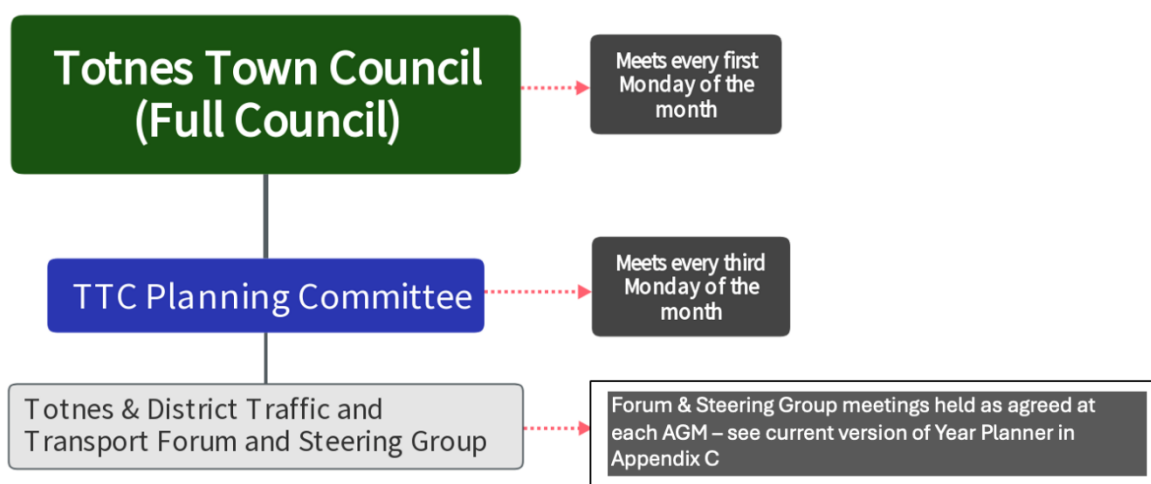 Totnes Town Council
(Full Council)
Meets every first
Monday of the
month
TTC Planning Committee
Meets every third
Monday of the
month
Totnes & District Traffic and
Transport Forum and Steering Group
Forum & Steering Group meetings held as agreed at
each AGM – see current version of Year Planner in
Appendix C